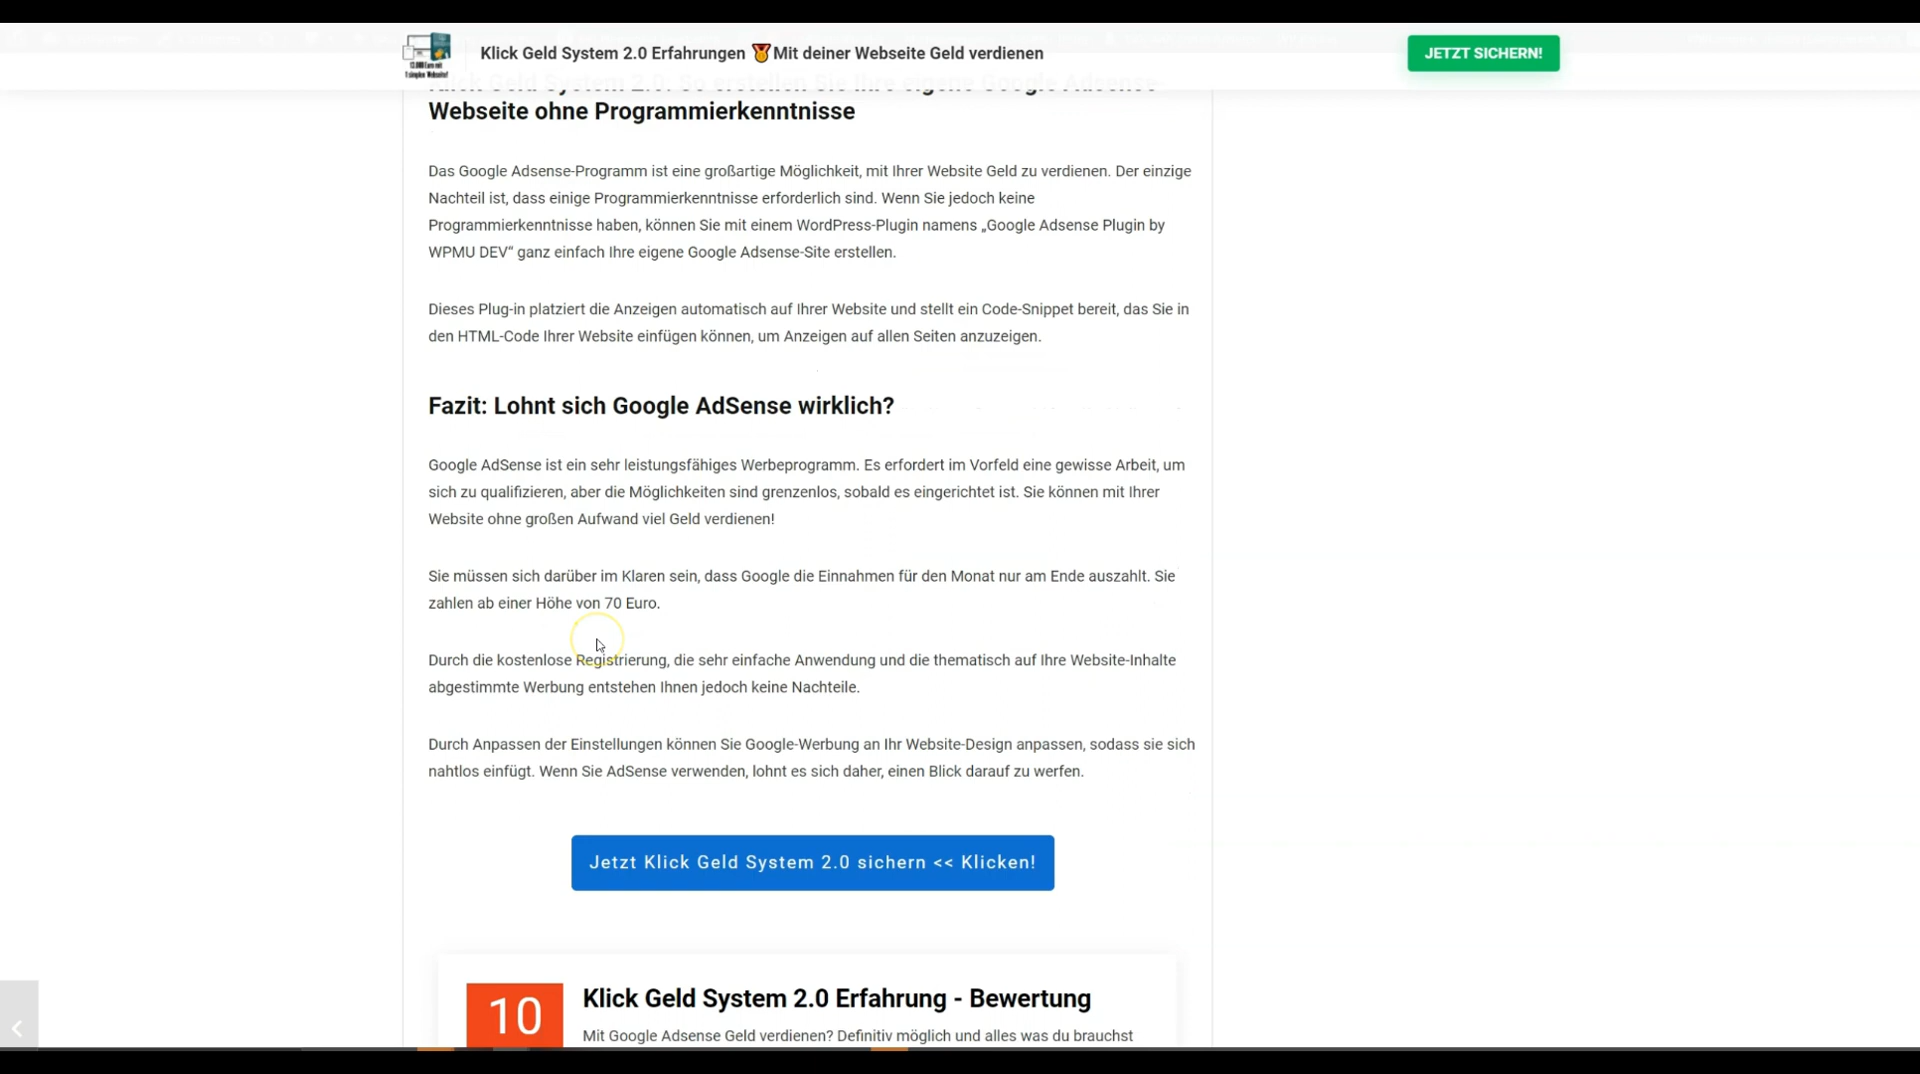 Klick Geld System 2.0 Erfahrungen 🏅Mit deiner Webseite Geld verdienen
JETZT SICHERN!
Klick Geld System 2.0: So erstellen Sie Ihre eigene Google Adsense-
Webseite ohne Programmierkenntnisse
Das Google Adsense-Programm ist eine großartige Möglichkeit, mit Ihrer Website Geld zu verdienen. Der einzige
Nachteil ist, dass einige Programmierkenntnisse erforderlich sind. Wenn Sie jedoch keine
Programmierkenntnisse haben, können Sie mit einem WordPress-Plugin namens „Google Adsense Plugin by
WPMU DEV“ ganz einfach Ihre eigene Google Adsense-Site erstellen.
Dieses Plug-in platziert die Anzeigen automatisch auf Ihrer Website und stellt ein Code-Snippet bereit, das Sie in
den HTML-Code Ihrer Website einfügen können, um Anzeigen auf allen Seiten anzuzeigen.
Fazit: Lohnt sich Google AdSense wirklich?
Google AdSense ist ein sehr leistungsfähiges Werbeprogramm. Es erfordert im Vorfeld eine gewisse Arbeit, um
sich zu qualifizieren, aber die Möglichkeiten sind grenzenlos, sobald es eingerichtet ist. Sie können mit Ihrer
Website ohne großen Aufwand viel Geld verdienen!
Sie müssen sich darüber im Klaren sein, dass Google die Einnahmen für den Monat nur am Ende auszahlt. Sie
zahlen ab einer Höhe von 70 Euro.
Durch die kostenlose Registrierung, die sehr einfache Anwendung und die thematisch auf Ihre Website-Inhalte
abgestimmte Werbung entstehen Ihnen jedoch keine Nachteile.
Durch Anpassen der Einstellungen können Sie Google-Werbung an Ihr Website-Design anpassen, sodass sie sich
nahtlos einfügt. Wenn Sie AdSense verwenden, lohnt es sich daher, einen Blick darauf zu werfen.
Jetzt Klick Geld System 2.0 sichern << Klicken!
10
Klick Geld System 2.0 Erfahrung - Bewertung
Mit Google Adsense Geld verdienen? Definitiv möglich und alles was du brauchst